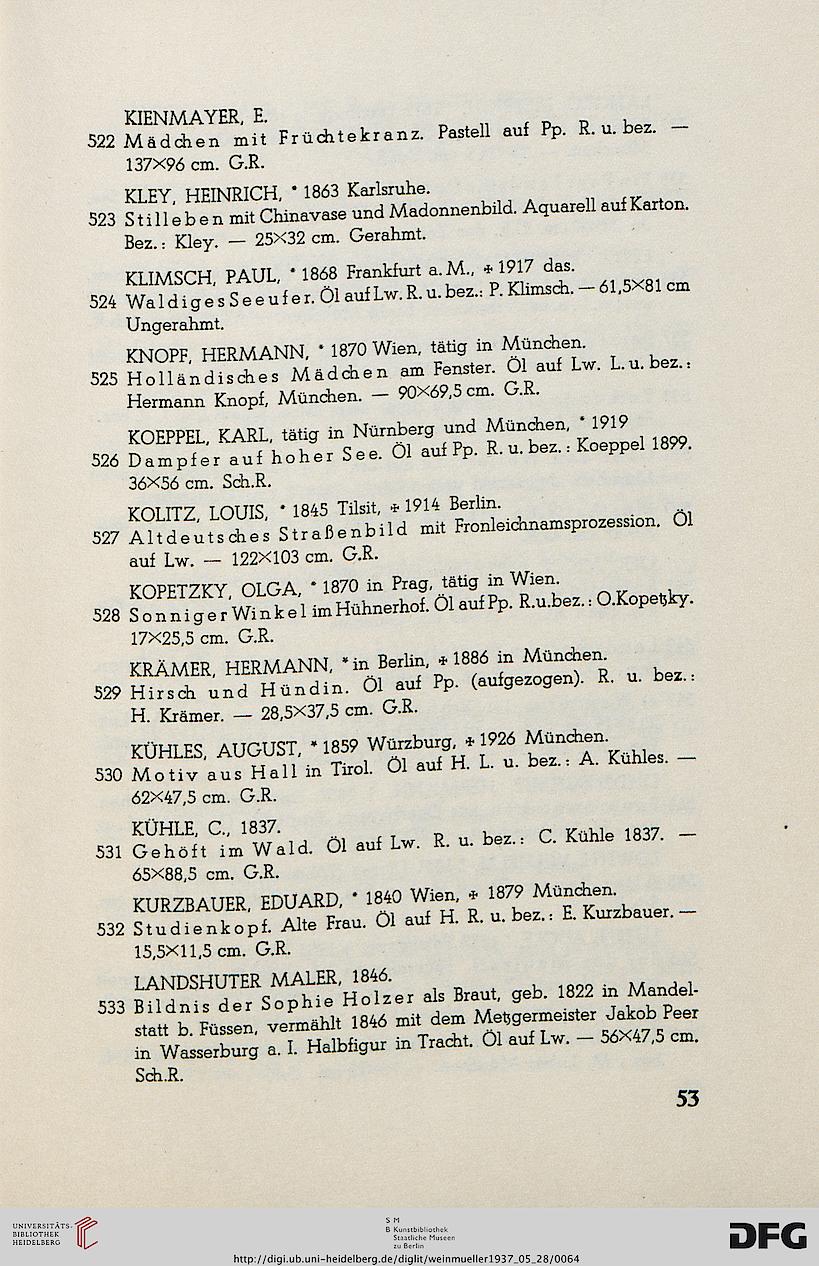 KIENMAYER, E.
522 Mädchen mit Früchtekranz. Pastell auf Pp. R. u. bez. —
137×96 cm. G.R.
KLEY, HEINRICH, * 1863 Karlsruhe.
523 Stilleben mit Chinavase und Madonnenbild. Aquarell auf Karton.
Bez.: Kley. — 25×32 cm. Gerahmt.
KLIMSCH, PAUL, * 1868 Frankfurt a. M., ✢ 1917 das.
524 Waldiges Seeufer. Öl auf Lw. R. u. bez.: P. Klimsch. — 61,5×81 cm
Ungerahmt.
KNOPF, HERMANN, * 1870 Wien, tätig in München.
525 Holländisches Mädchen am Fenster. Öl auf Lw. L. u. bez.:
Hermann Knopf, München. — 90×69,5 cm. G.R.
KOEPPEL, KARL, tätig in Nürnberg und München, * 1919
526 Dampfer auf hoher See. Öl auf Pp. R. u. bez.: Koeppel 1899.
36×56 cm. Sch.R.
KOLITZ, LOUIS, * 1845 Tilsit, ✢ 1914 Berlin.
527 Altdeutsches Straßenbild mit Fronleichnamsprozession. Öl
auf Lw. — 122×103 cm. G.R.
KOPETZKY, OLGA, * 1870 in Prag, tätig in Wien.
528 Sonniger Winkel im Hühnerhof. Öl auf Pp. R.u.bez.: O.Kopetzky.
17×25,5 cm. G.R.
KRÄMER, HERMANN, * in Berlin, ✢ 1886 in München.
529 Hirsch und Hündin. Öl auf Pp. (aufgezogen). R. u. bez.:
H. Krämer. — 28,5×37,5 cm. G.R.
KÜHLES, AUGUST, * 1859 Würzburg, ✢ 1926 München.
530 Motiv aus Hall in Tirol. Öl auf H. L. u. bez.: A. Kühles. —
62×47,5 cm. G.R.
KÜHLE, C., 1837.
531 Gehöft im Wald. Öl auf Lw. R. u. bez.: C. Kühle 1837. —
65×88,5 cm. G.R.
KURZBAUER, EDUARD, * 1840 Wien, ✢ 1879 München.
532 Studienkopf. Alte Frau. Öl auf H. R. u. bez.: E. Kurzbauer. —
15,5×11,5 cm. G.R.
LANDSHUTER MALER, 1846.
533 Bildnis der Sophie Holzer als Braut, geb. 1822 in Mandel-
statt b. Füssen, vermählt 1846 mit dem Metzgermeister Jakob Peer
in Wasserburg a. I. Halbfigur in Tracht. Öl auf Lw. — 56×47,5 cm.
Sch.R.
53
UNIVERSITÄTS-
BIBLIOTHEK
HEIDELBERG
S M
B Kunstbibliothek
Staatliche Museen
zu Berlin
DFG
http://digi.ub.uni-heidelberg.de/diglit/weinmueller1937_05_28/0064